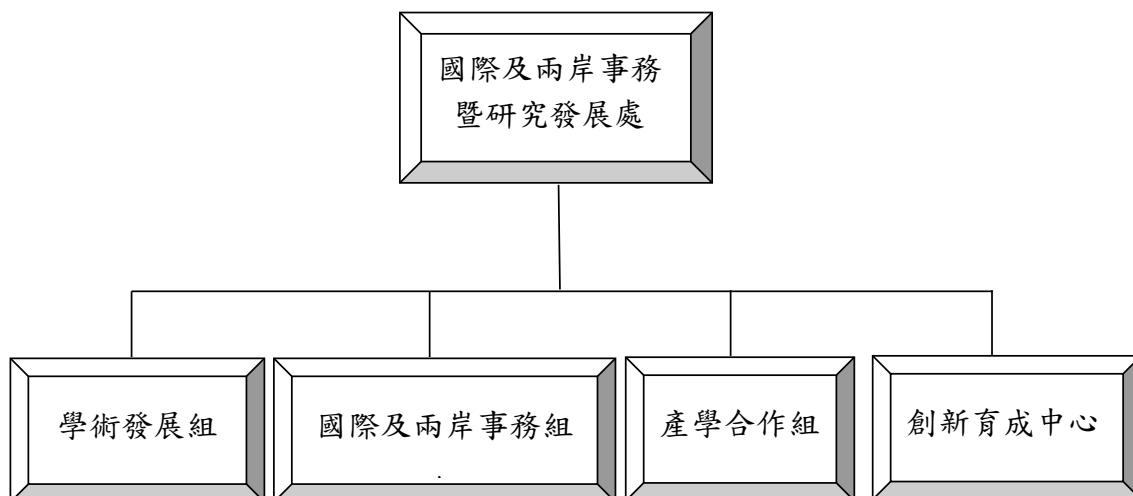 國際及兩岸事務
暨研究發展處
學術發展組
國際及兩岸事務組
產學合作組
創新育成中心
.